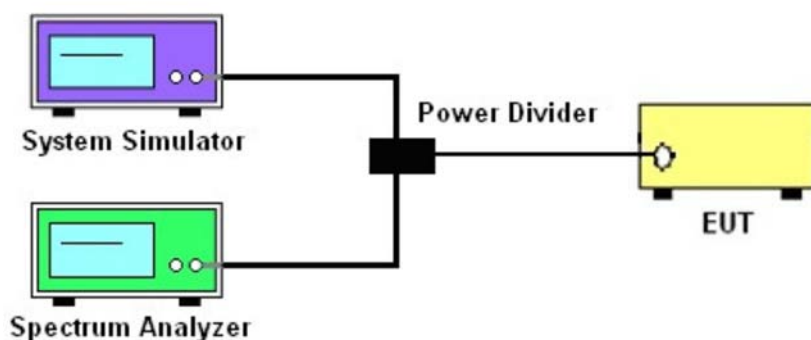 System Simulator
Power Divider
EUT
Spectrum Analyzer